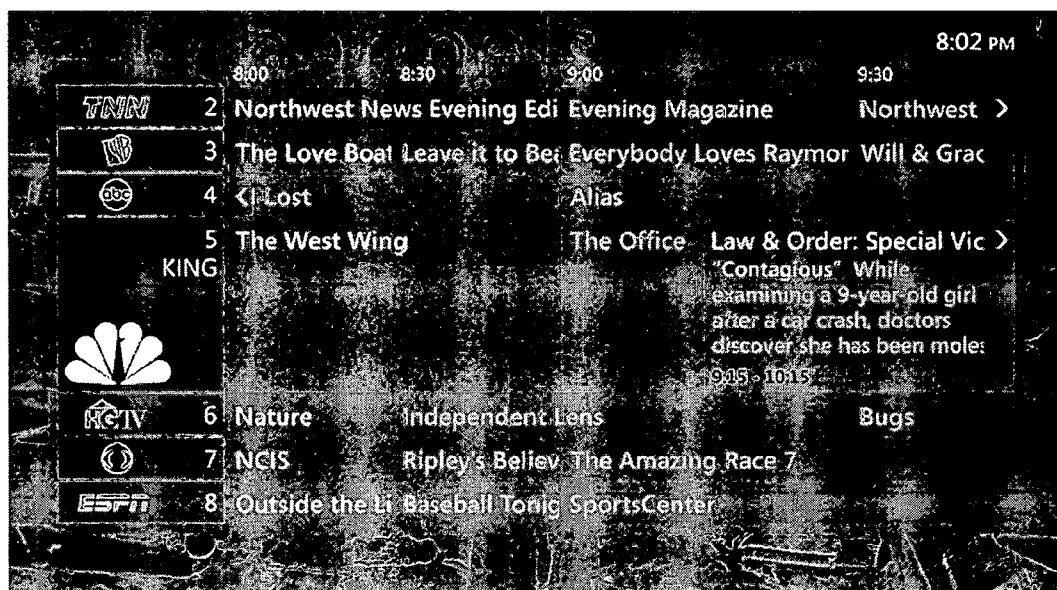 8:02 PM
8:00 8:30 9:00 9:30
TNN 2 Northwest News Evening Edi Evening Magazine Northwest >
WB 3 The Love Boat Leave it to Bea Everybody Loves Raymor Will & Grac
abc 4 <| Lost Alias
5 The West Wing The Office Law & Order: Special Vic >
KING "Contagious" While
examining a 9-year-old girl
after a car crash, doctors
discover she has been moles
9:15 - 10:15
HGTV 6 Nature Independent Lens Bugs
7 NCIS Ripley's Believ The Amazing Race 7
ESPN 8 Outside the Li Baseball Tonig SportsCenter